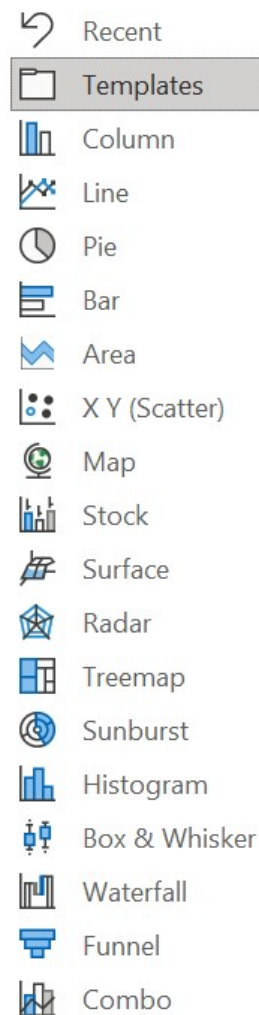 Recent
Templates
Column
Line
Pie
Bar
Area
X Y (Scatter)
Map
Stock
Surface
Radar
Treemap
Sunburst
Histogram
Box & Whisker
Waterfall
Funnel
Combo